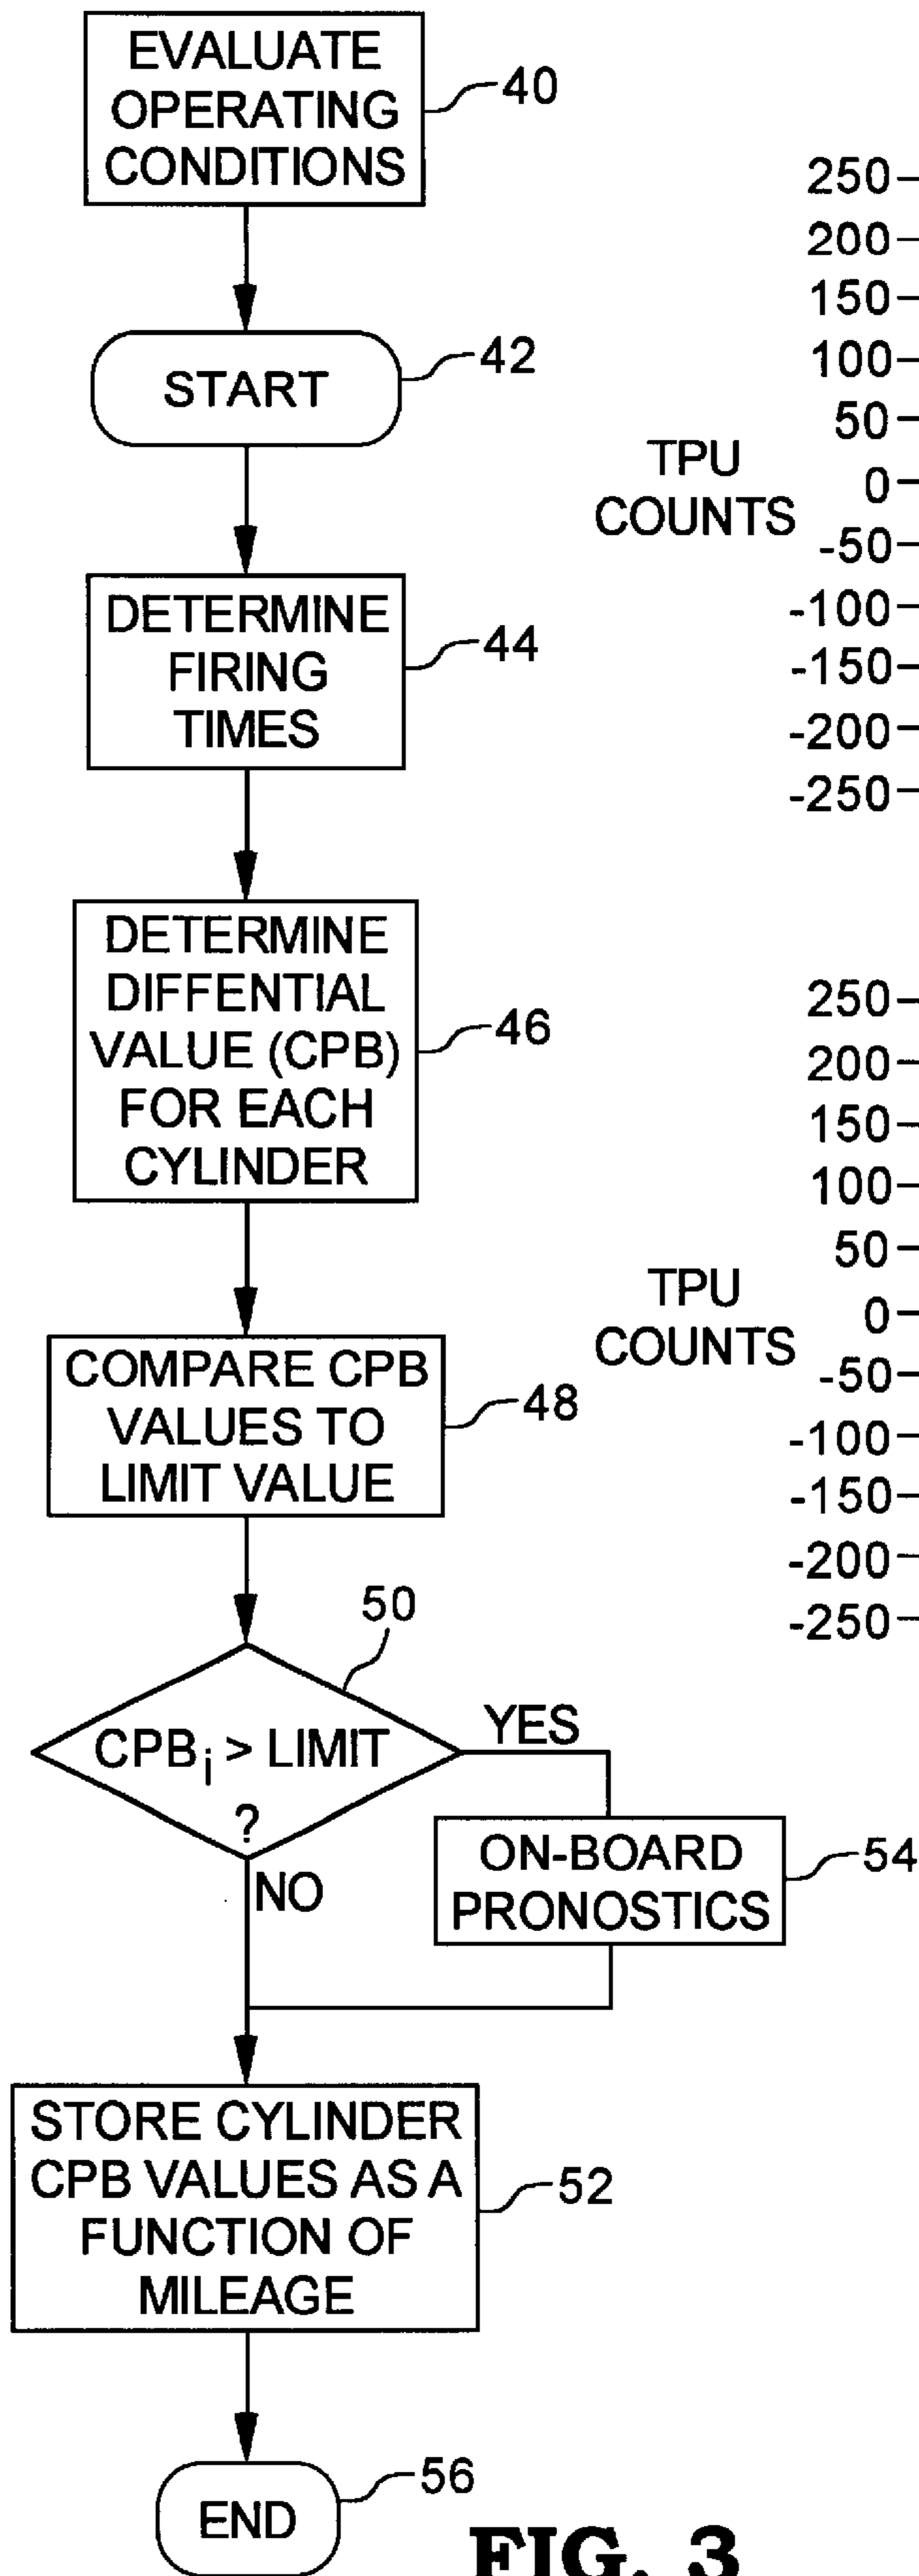 EVALUATE
OPERATING
CONDITIONS
40
START
42
DETERMINE
FIRING
TIMES
44
DETERMINE
DIFFENTIAL
VALUE (CPB)
FOR EACH
CYLINDER
46
COMPARE CPB
VALUES TO
LIMIT VALUE
48
50
CPBi > LIMIT
?
YES
NO
ON-BOARD
PRONOSTICS
54
STORE CYLINDER
CPB VALUES AS A
FUNCTION OF
MILEAGE
52
END
56
FIG. 3
250
200
150
100
50
TPU
COUNTS
0
-50
-100
-150
-200
-250
250
200
150
100
50
TPU
COUNTS
0
-50
-100
-150
-200
-250